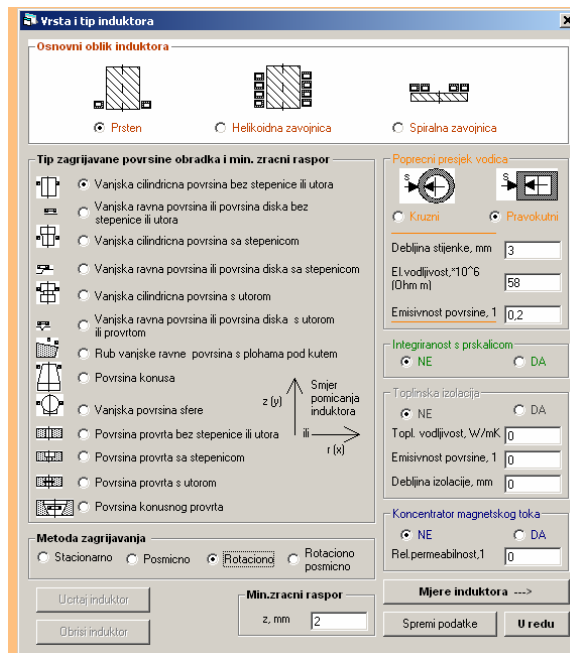 Vrsta i tip induktora
Osnovni oblik induktora
Prsten
Helikoidna zavojnica
Spiralna zavojnica
Tip zagrijavane povrsine obradka i min. zracni raspor
Vanjska cilindricna povrsina bez stepenice ili utora
Vanjska ravna povrsina ili povrsina diska bez
stepenice ili utora
Vanjska cilindricna povrsina sa stepenicom
Vanjska ravna povrsina ili povrsina diska sa stepenicom
Vanjska cilindricna povrsina s utorom
Vanjska ravna povrsina ili povrsina diska s utorom
ili provrtom
Rub vanjske ravne povrsina s plohama pod kutem
Povrsina konusa
Vanjska povrsina sfere
Povrsina provrta bez stepenice ili utora
Povrsina provrta sa stepenicom
Povrsina provrta s utorom
Povrsina konusnog provrta
z (y)
Smjer
pomicanja
induktora
ili
r (x)
Metoda zagrijavanja
Stacionarno
Posmicno
Rotaciono
Rotaciono
posmicno
Ucrtaj induktor
Obrisi induktor
Min.zracni raspor
z, mm
2
Poprecni presjek vodica
S
S
Kruzni
Pravokutni
Debljina stijenke, mm
3
El.vodljivost,*10^6
(Ohm m)
58
Emisivnost povrsine, 1
0,2
Integriranost s prskalicom
NE
DA
Toplinska izolacija
NE
DA
Topl. vodljivost, W/mK
0
Emisivnost povrsine, 1
0
Debljina izolacije, mm
0
Koncentrator magnetskog toka
NE
DA
Rel.permeabilnost,1
0
Mjere induktora --->
Spremi podatke
U redu